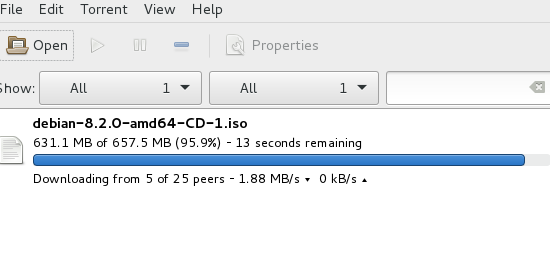 File Edit Torrent View Help
Open Properties
Show: All 1 All 1
debian-8.2.0-amd64-CD-1.iso
631.1 MB of 657.5 MB (95.9%) - 13 seconds remaining
Downloading from 5 of 25 peers - 1.88 MB/s ▾ 0 kB/s ▴